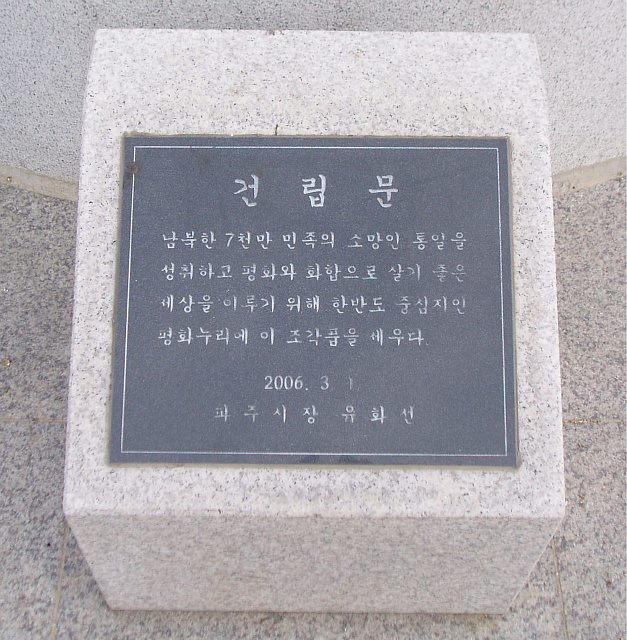 건 립 문
남북한 7천만 민족의 소망인 통일을
성취하고 평화와 화합으로 살기 좋은
세상을 이루기 위해 한반도 중심지인
평화누리에 이 조각품을 세우다.
2006. 3. 1.
파 주 시 장 유 화 선